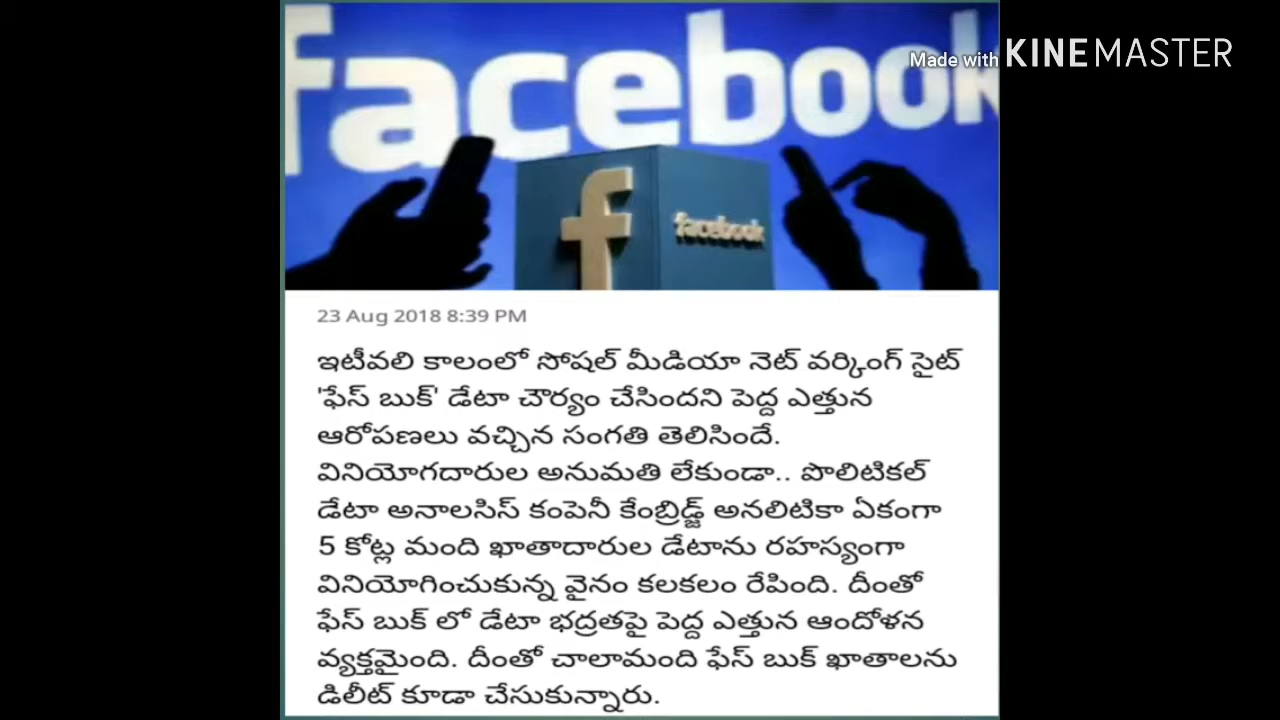 facebook
Made with KINEMASTER
f
facebook
23 Aug 2018 8:39 PM
ఇటీవలి కాలంలో సోషల్ మీడియా నెట్ వర్కింగ్ సైట్
'ఫేస్ బుక్' డేటా చౌర్యం చేసిందని పెద్ద ఎత్తున
ఆరోపణలు వచ్చిన సంగతి తెలిసిందే.
వినియోగదారుల అనుమతి లేకుండా.. పొలిటికల్
డేటా అనాలసిస్ కంపెనీ కేంబ్రిడ్జ్ అనలిటికా ఏకంగా
5 కోట్ల మంది ఖాతాదారుల డేటాను రహస్యంగా
వినియోగించుకున్న వైనం కలకలం రేపింది. దీంతో
ఫేస్ బుక్ లో డేటా భద్రతపై పెద్ద ఎత్తున ఆందోళన
వ్యక్తమైంది. దీంతో చాలామంది ఫేస్ బుక్ ఖాతాలను
డిలీట్ కూడా చేసుకున్నారు.